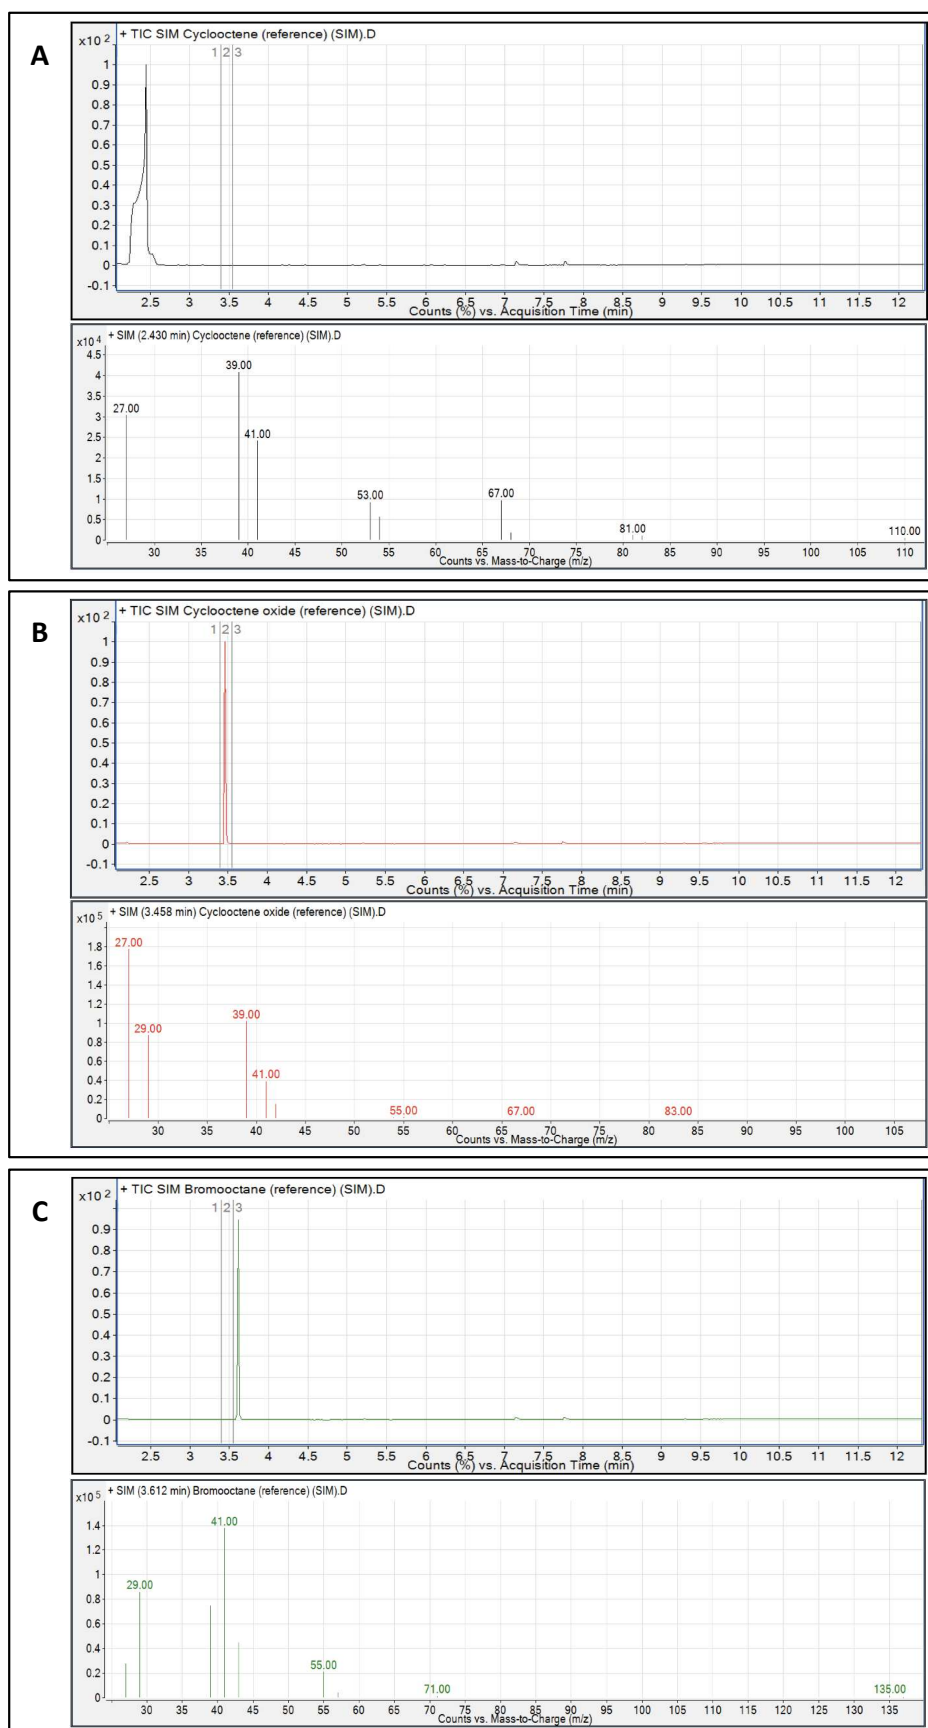 A
+ TIC SIM Cyclooctene (reference) (SIM).D
x10 2
1 2 3
1
0.9
0.8
0.7
0.6
0.5
0.4
0.3
0.2
0.1
0
-0.1
2.5 3 3.5 4 4.5 5 5.5 6 6.5 7 7.5 8 8.5 9 9.5 10 10.5 11 11.5 12
Counts (%) vs. Acquisition Time (min)
+ SIM (2.430 min) Cyclooctene (reference) (SIM).D
x10 4
4.5
4
3.5
3
2.5
2
1.5
1
0.5
0
39.00
27.00
41.00
53.00
67.00
81.00
110.00
30 35 40 45 50 55 60 65 70 75 80 85 90 95 100 105 110
Counts vs. Mass-to-Charge (m/z)
B
+ TIC SIM Cyclooctene oxide (reference) (SIM).D
x10 2
1 2 3
1
0.9
0.8
0.7
0.6
0.5
0.4
0.3
0.2
0.1
0
-0.1
2.5 3 3.5 4 4.5 5 5.5 6 6.5 7 7.5 8 8.5 9 9.5 10 10.5 11 11.5 12
Counts (%) vs. Acquisition Time (min)
+ SIM (3.458 min) Cyclooctene oxide (reference) (SIM).D
x10 5
1.8
1.6
1.4
1.2
1
0.8
0.6
0.4
0.2
0
27.00
29.00
39.00
41.00
55.00
67.00
83.00
30 35 40 45 50 55 60 65 70 75 80 85 90 95 100 105
Counts vs. Mass-to-Charge (m/z)
C
+ TIC SIM Bromooctane (reference) (SIM).D
x10 2
1 2 3
0.9
0.8
0.7
0.6
0.5
0.4
0.3
0.2
0.1
0
-0.1
2.5 3 3.5 4 4.5 5 5.5 6 6.5 7 7.5 8 8.5 9 9.5 10 10.5 11 11.5 12
Counts (%) vs. Acquisition Time (min)
+ SIM (3.612 min) Bromooctane (reference) (SIM).D
x10 5
1.4
1.2
1
0.8
0.6
0.4
0.2
0
41.00
29.00
55.00
71.00
135.00
30 35 40 45 50 55 60 65 70 75 80 85 90 95 100 105 110 115 120 125 130 135
Counts vs. Mass-to-Charge (m/z)